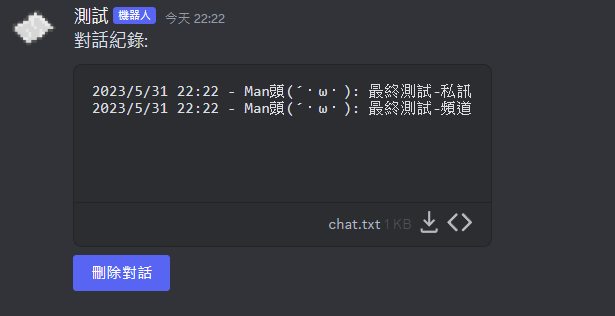 測試 機器人 今天 22:22
對話紀錄:
2023/5/31 22:22 - Man頭(´・ω・): 最終測試-私訊
2023/5/31 22:22 - Man頭(´・ω・): 最終測試-頻道
chat.txt 1 KB
刪除對話